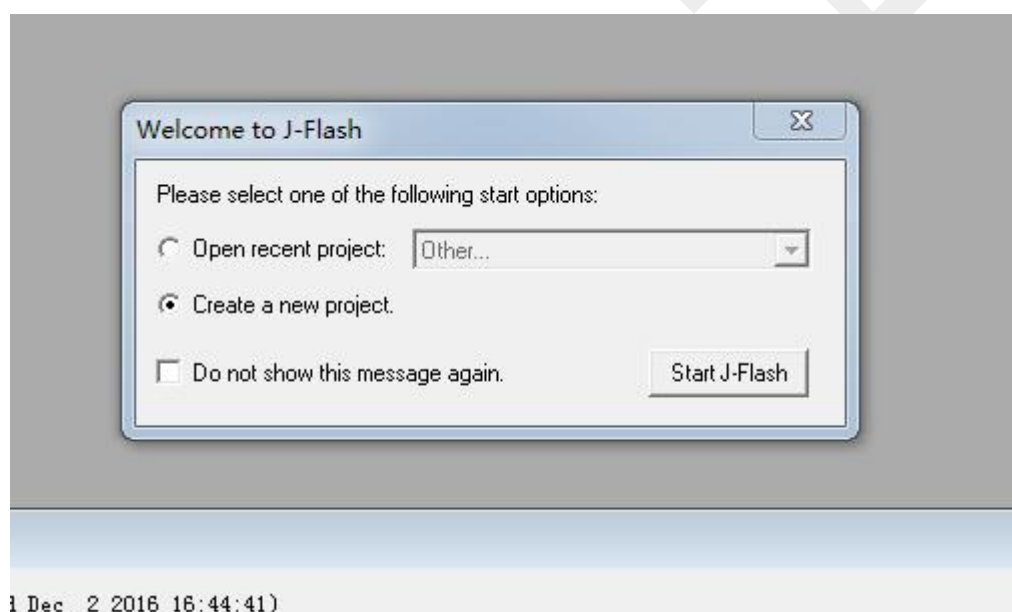 Welcome to J-Flash
Please select one of the following start options:
Open recent project: Other...
Create a new project.
Do not show this message again. Start J-Flash
Dec 2 2016 16:44:41)